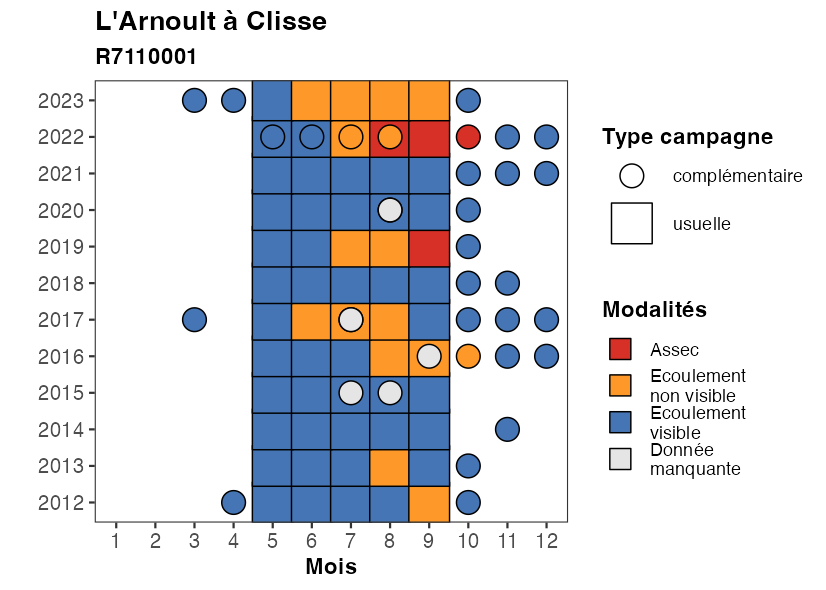 L'Arnoult à Clisse
R7110001
2023
2022
2021
2020
2019
2018
2017
2016
2015
2014
2013
2012
1 2 3 4 5 6 7 8 9 10 11 12
Mois
Type campagne
complémentaire
usuelle
Modalités
Assec
Ecoulement
non visible
Ecoulement
visible
Donnée
manquante